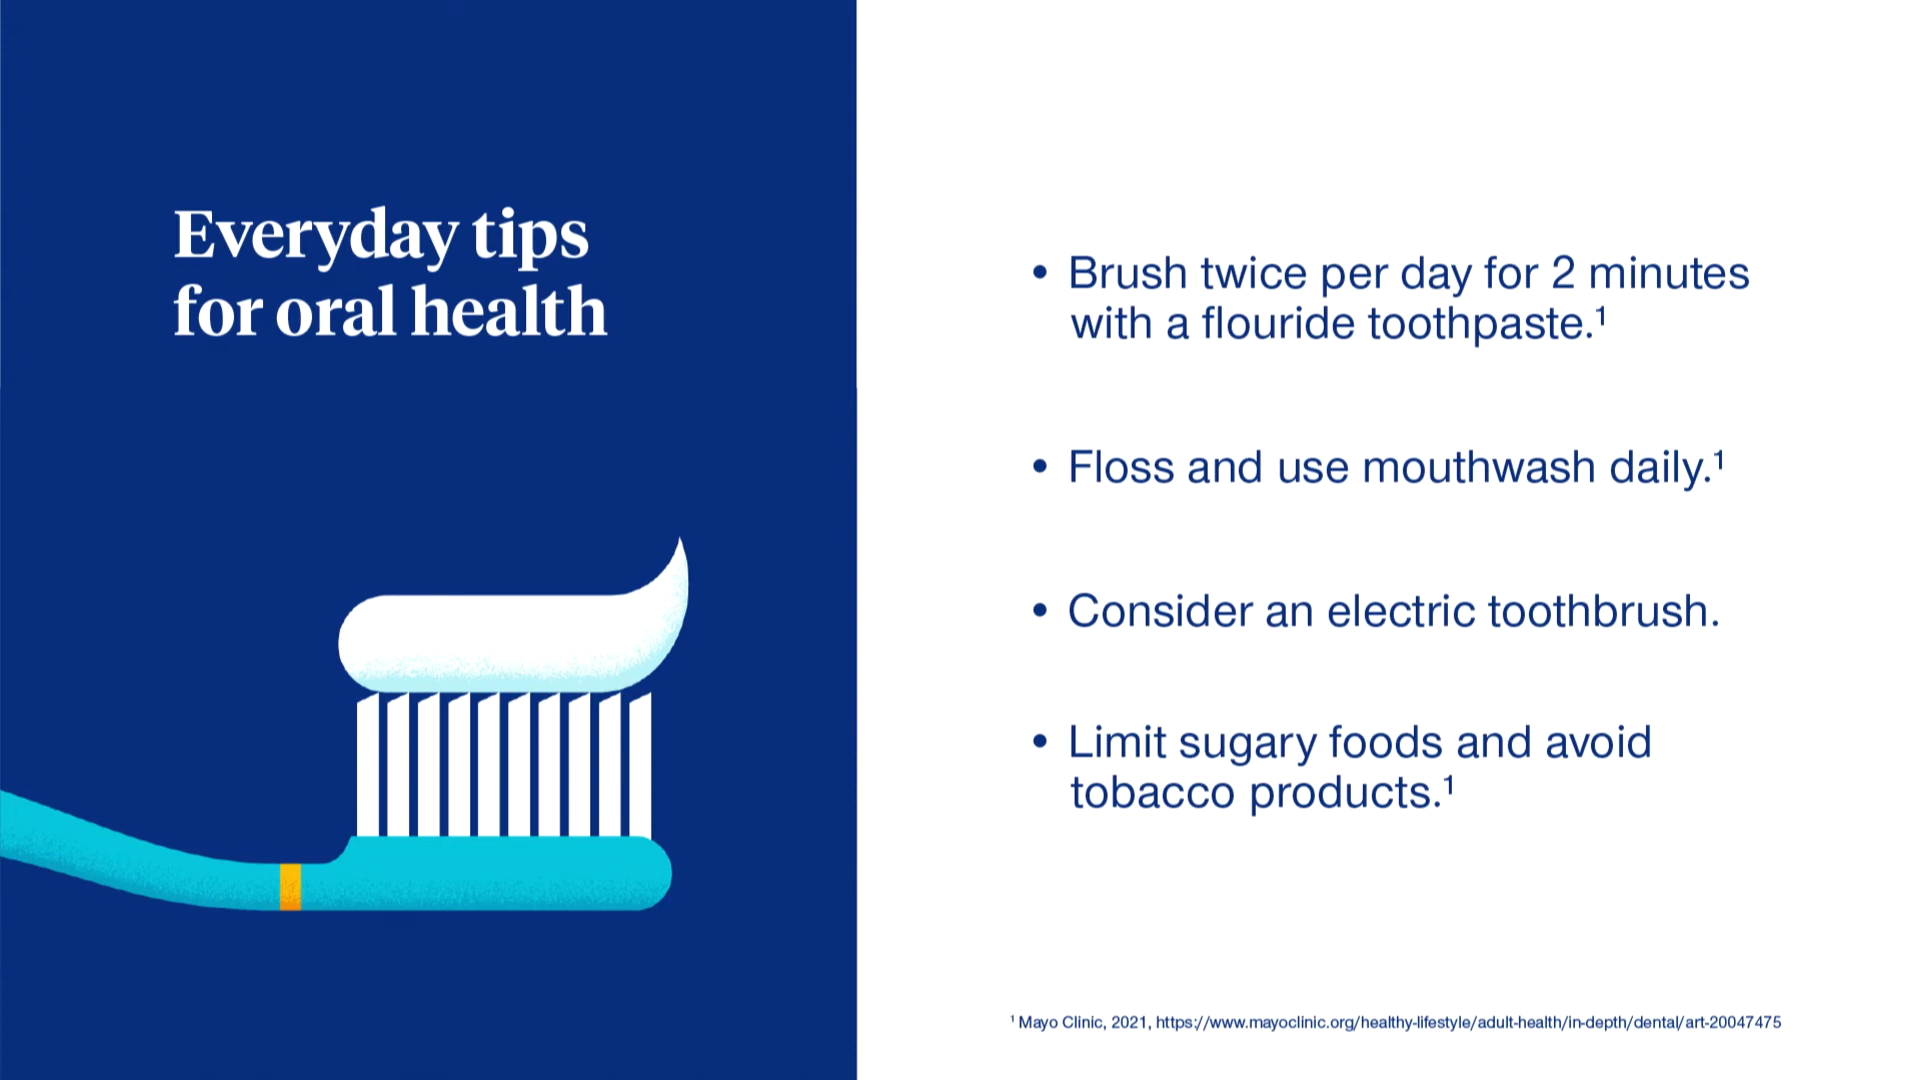 Everyday tips
for oral health
• Brush twice per day for 2 minutes
with a flouride toothpaste.¹
• Floss and use mouthwash daily.¹
• Consider an electric toothbrush.
• Limit sugary foods and avoid
tobacco products.¹
¹ Mayo Clinic, 2021, https://www.mayoclinic.org/healthy-lifestyle/adult-health/in-depth/dental/art-20047475